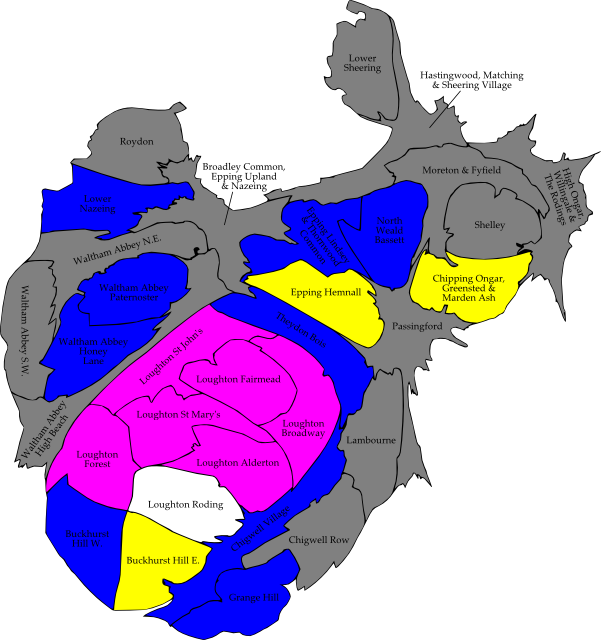 Lower
Sheering
Hastingwood, Matching
& Sheering Village
Roydon
Broadley Common,
Epping Upland
& Nazeing
Moreton & Fyfield
High Ongar,
Willingale &
The Rodings
Lower
Nazeing
Epping Lindsey
& Thornwood
Common
North
Weald
Bassett
Shelley
Waltham Abbey N.E.
Waltham Abbey
Paternoster
Epping Hemnall
Chipping Ongar,
Greensted &
Marden Ash
Waltham Abbey S.W.
Waltham Abbey
Honey
Lane
Theydon Bois
Passingford
Loughton St John's
Loughton Fairmead
Loughton St Mary's
Loughton
Broadway
Waltham Abbey
High Beach
Lambourne
Loughton
Forest
Loughton Alderton
Loughton Roding
Chigwell Village
Buckhurst
Hill W.
Chigwell Row
Buckhurst Hill E.
Grange Hill